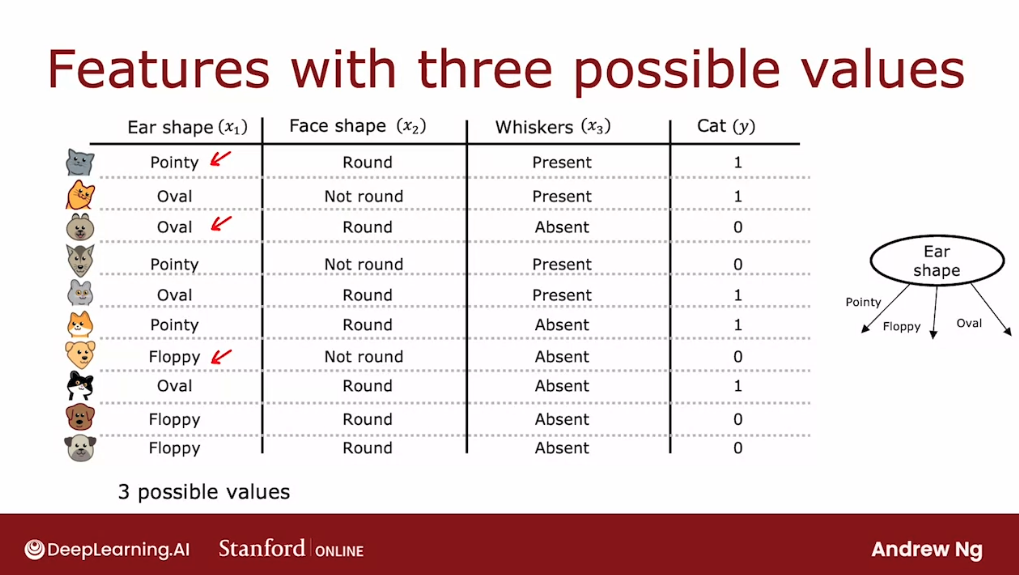 Features with three possible values
Ear shape (x₁) Face shape (x₂) Whiskers (x₃) Cat (y)
Pointy Round Present 1
Oval Not round Present 1
Oval Round Absent 0
Pointy Not round Present 0
Oval Round Present 1
Pointy Round Absent 1
Floppy Not round Absent 0
Oval Round Absent 1
Floppy Round Absent 0
Floppy Round Absent 0
3 possible values
Ear
shape
Pointy
Floppy
Oval
DeepLearning.AI
Stanford ONLINE
Andrew Ng